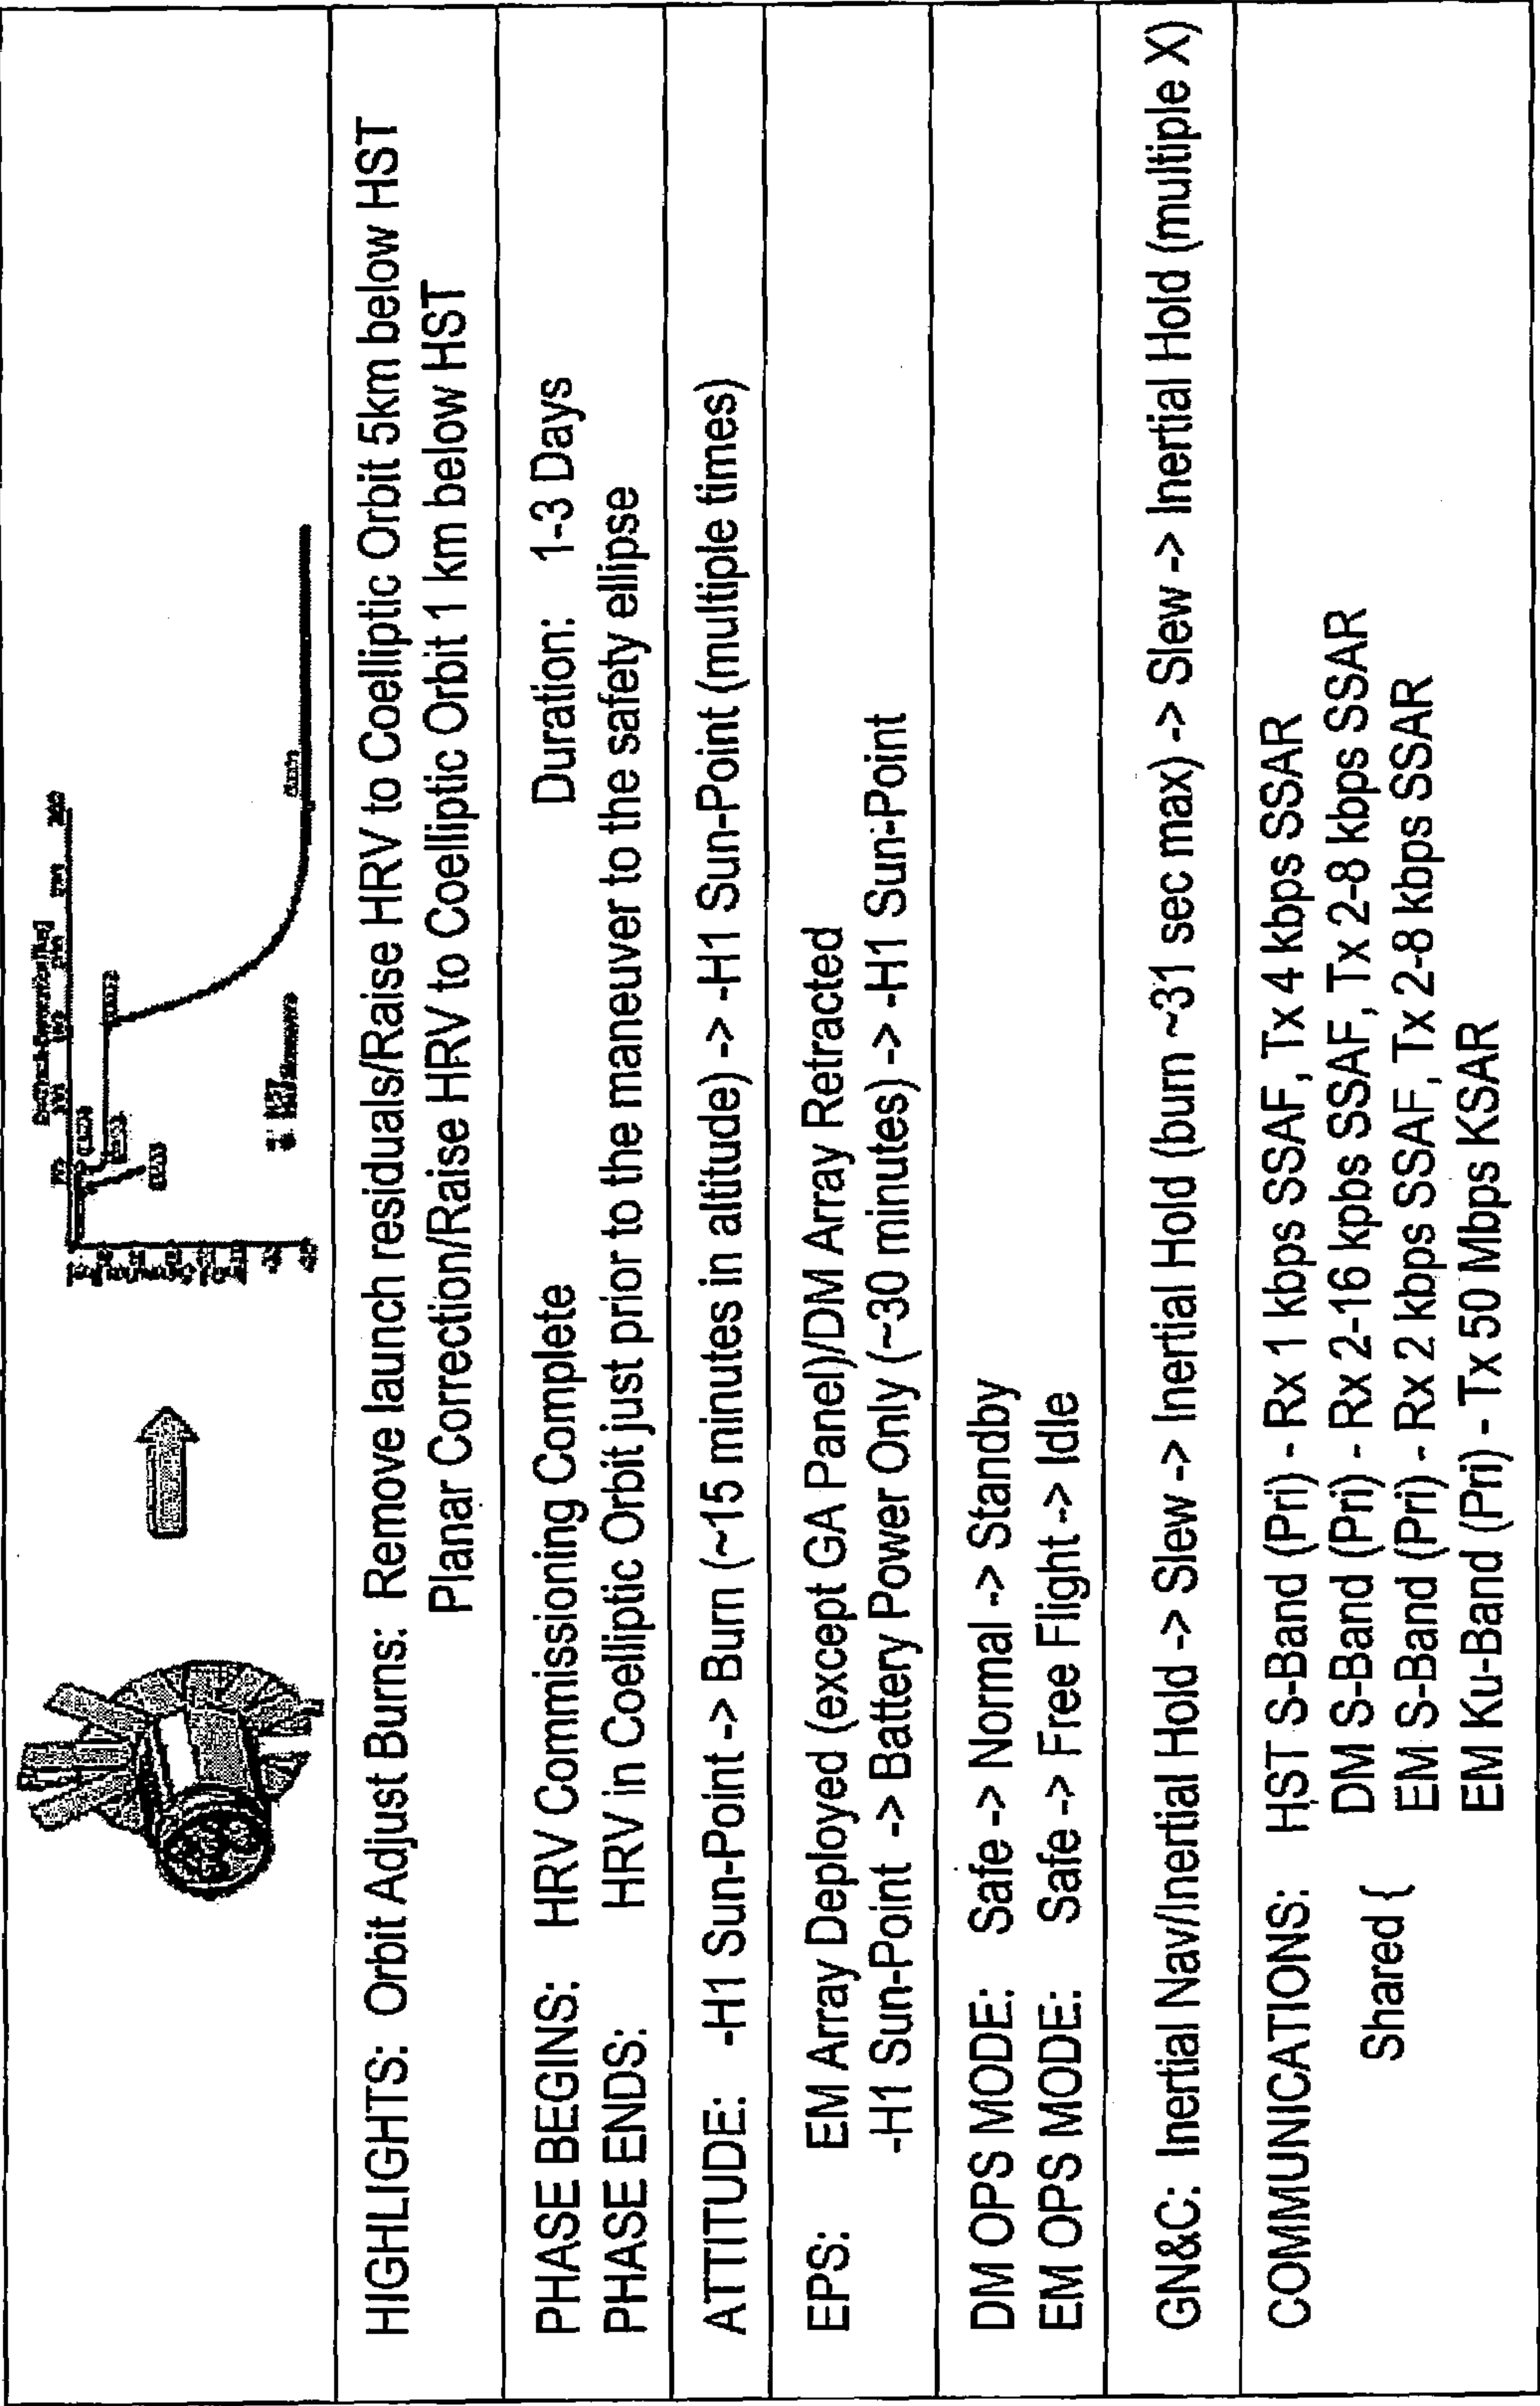 HIGHLIGHTS: Orbit Adjust Burns: Remove launch residuals/Raise HRV to Coelliptic Orbit 5km below HST
Planar Correction/Raise HRV to Coelliptic Orbit 1 km below HST
PHASE BEGINS: HRV Commissioning Complete Duration: 1-3 Days
PHASE ENDS: HRV in Coelliptic Orbit just prior to the maneuver to the safety ellipse
ATTITUDE: -H1 Sun-Point -> Burn (~15 minutes in altitude) -> -H1 Sun-Point (multiple times)
EPS: EM Array Deployed (except GA Panel)/DM Array Retracted
-H1 Sun-Point -> Battery Power Only (~30 minutes) -> -H1 Sun-Point
DM OPS MODE: Safe -> Normal -> Standby
EM OPS MODE: Safe -> Free Flight -> Idle
GN&C: Inertial Nav/Inertial Hold -> Slew -> Inertial Hold (burn ~31 sec max) -> Slew -> Inertial Hold (multiple X)
COMMUNICATIONS: HST S-Band (Pri) - Rx 1 kbps SSAF, Tx 4 kbps SSAR
DM S-Band (Pri) - Rx 2-16 kpbs SSAF, Tx 2-8 kbps SSAR
Shared {
EM S-Band (Pri) - Rx 2 kbps SSAF, Tx 2-8 kbps SSAR
EM Ku-Band (Pri) - Tx 50 Mbps KSAR